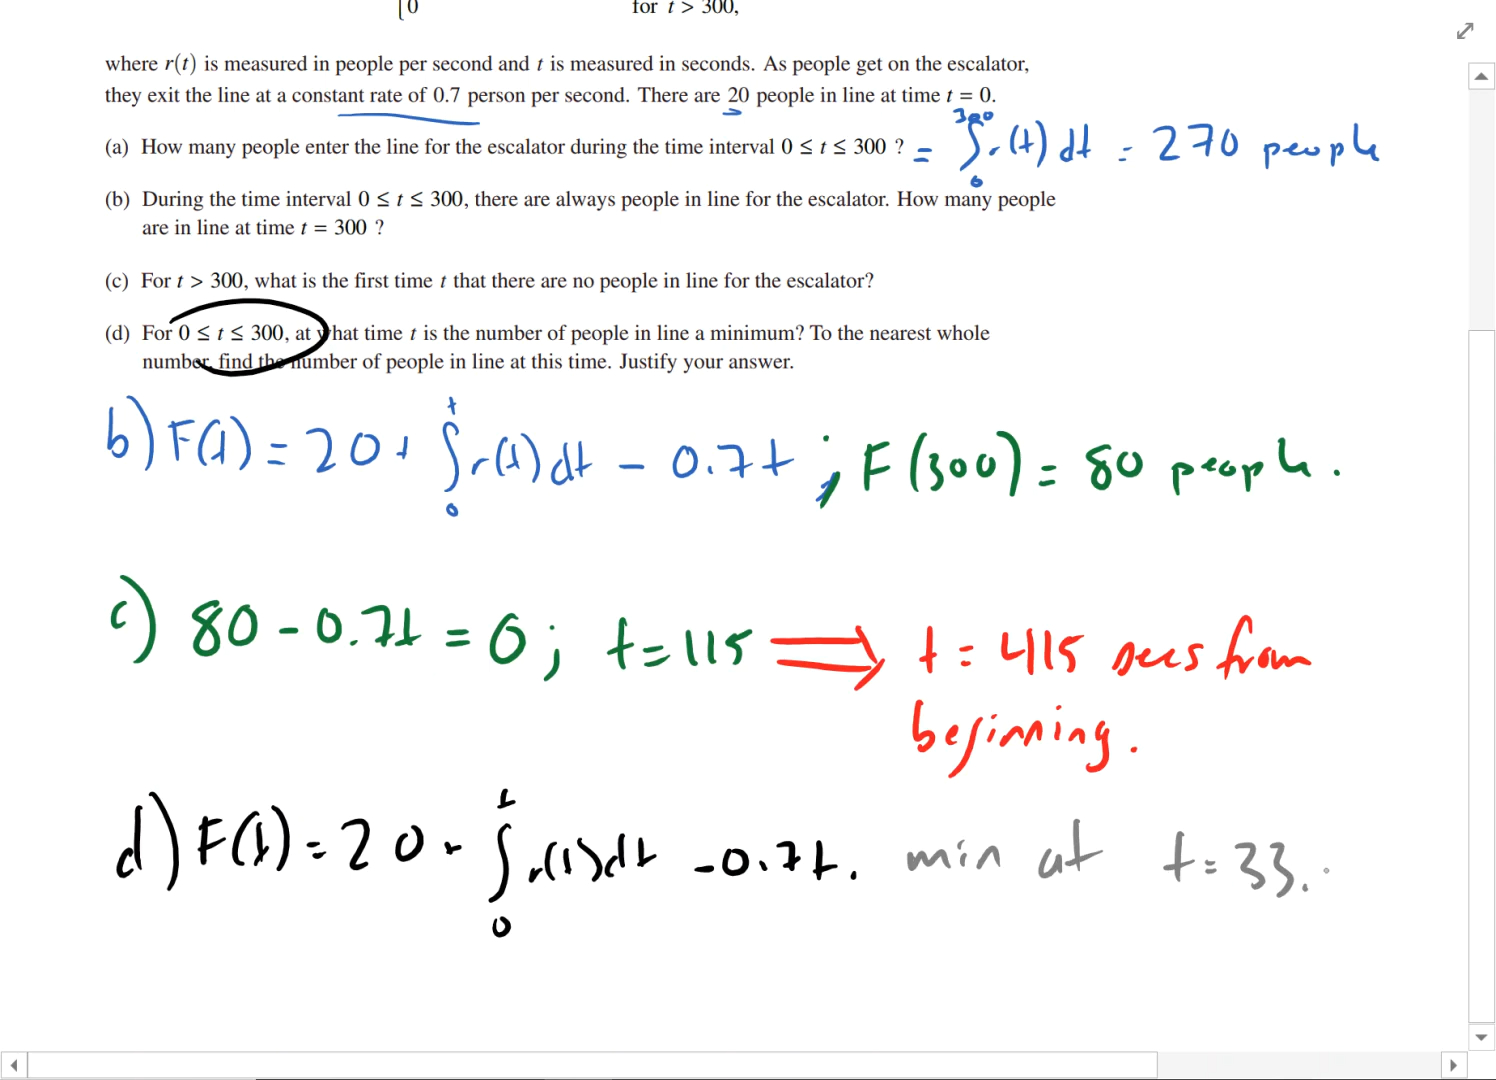 0 for t > 300,
where r(t) is measured in people per second and t is measured in seconds. As people get on the escalator,
they exit the line at a constant rate of 0.7 person per second. There are 20 people in line at time t = 0.
(a) How many people enter the line for the escalator during the time interval 0 ≤ t ≤ 300 ? = ∫₀³⁰⁰ r(t) dt = 270 people
(b) During the time interval 0 ≤ t ≤ 300, there are always people in line for the escalator. How many people
are in line at time t = 300 ?
(c) For t > 300, what is the first time t that there are no people in line for the escalator?
(d) For 0 ≤ t ≤ 300, at what time t is the number of people in line a minimum? To the nearest whole
number, find the number of people in line at this time. Justify your answer.
b) F(t) = 20 + ∫₀ᵗ r(t) dt - 0.7t ; F(300) = 80 people.
c) 80 - 0.7t = 0; t = 115 ⟹ t = 415 secs from
beginning.
d) F(t) = 20 + ∫₀ᵗ r(t)dt - 0.7t. min at t = 33..